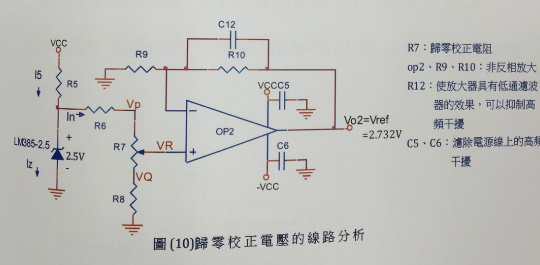 C12
R9
R10
VCC
I5
R5
In
R6
Vp
VCCC5
OP2
R7
VR
VQ
R8
LM385-2.5
+
2.5V
-
Iz
+
C6
-VCC
Vo2=Vref
=2.732V
R7：歸零校正電阻
op2、R9、R10：非反相放大
R12：使放大器具有低通濾波
器的效果，可以抑制高
頻干擾
C5、C6：濾除電源線上的高頻
干擾
圖(10)歸零校正電壓的線路分析